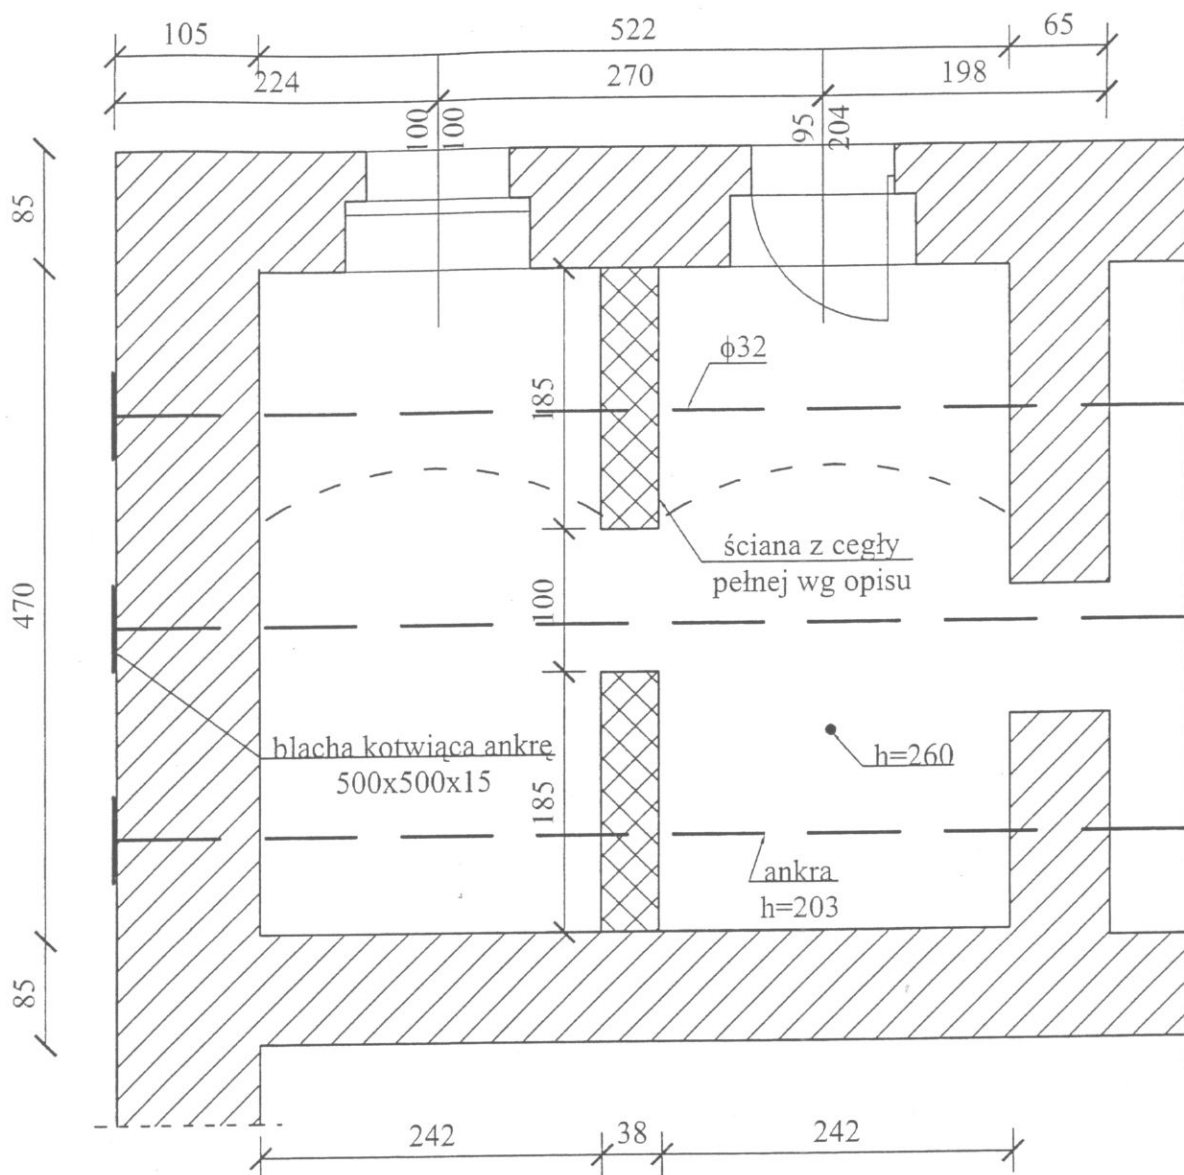 105
522
65
224
270
198
100
100
95
204
85
ϕ32
185
ściana z cegły
pełnej wg opisu
470
100
blacha kotwiąca ankrę
500x500x15
h=260
185
ankra
h=203
85
242
38
242